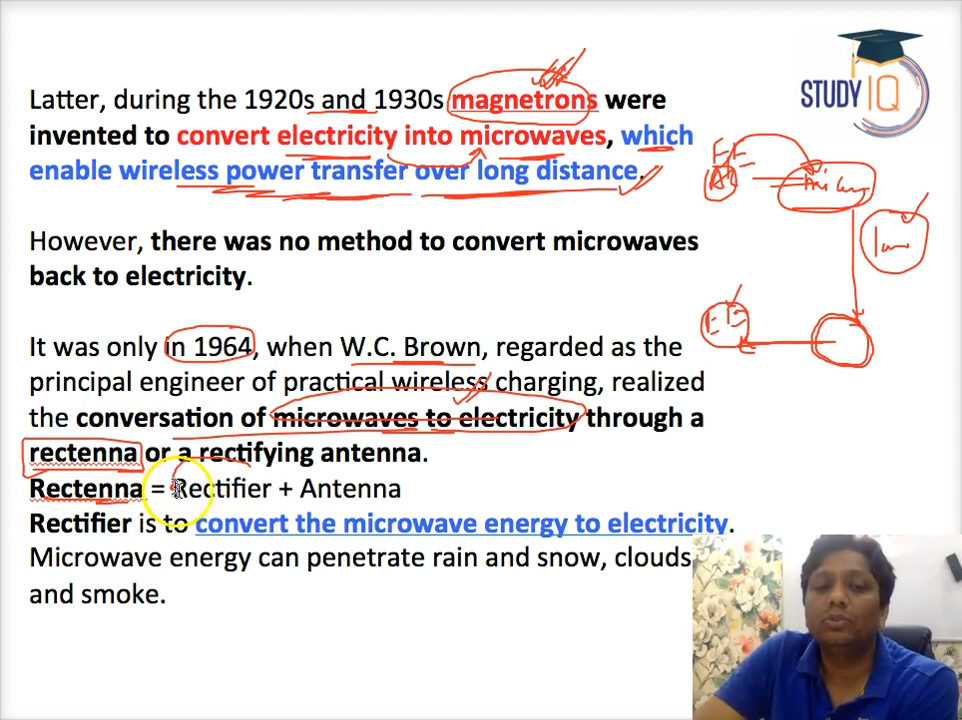 Latter, during the 1920s and 1930s magnetrons were
invented to convert electricity into microwaves, which
enable wireless power transfer over long distance.
STUDY IQ
However, there was no method to convert microwaves
back to electricity.
It was only in 1964, when W.C. Brown, regarded as the
principal engineer of practical wireless charging, realized
the conversation of microwaves to electricity through a
rectenna or a rectifying antenna.
Rectenna = Rectifier + Antenna
Rectifier is to convert the microwave energy to electricity.
Microwave energy can penetrate rain and snow, clouds
and smoke.